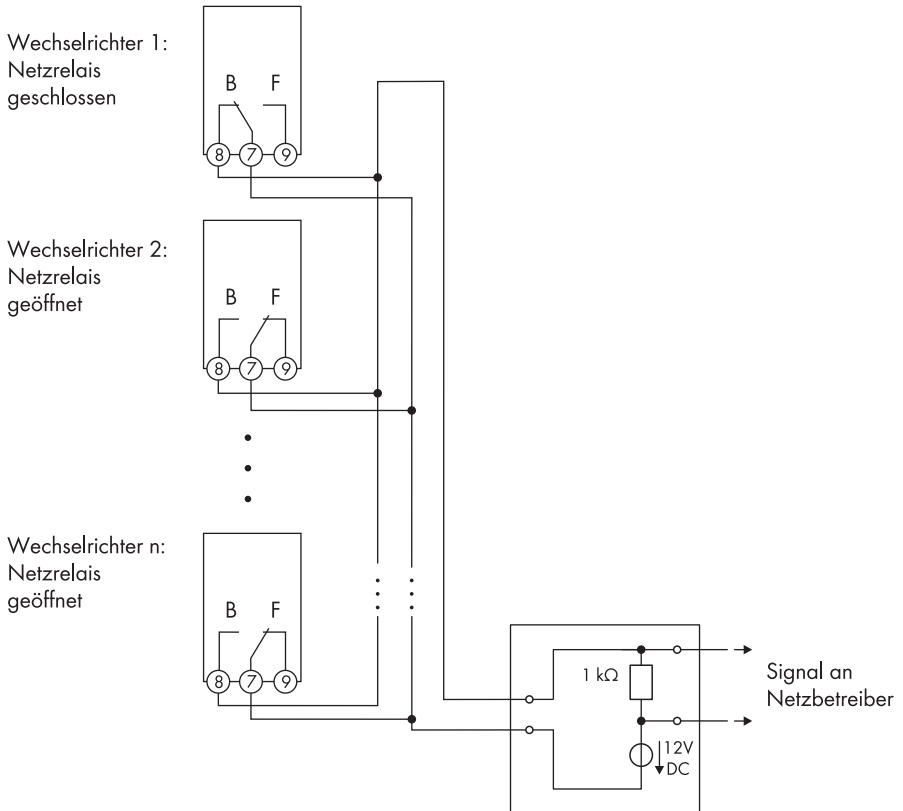 Wechselrichter 1:
Netzrelais
geschlossen
B F
8 7 9
Wechselrichter 2:
Netzrelais
geöffnet
B F
8 7 9
Wechselrichter n:
Netzrelais
geöffnet
B F
8 7 9
1 kΩ
12V
DC
Signal an
Netzbetreiber